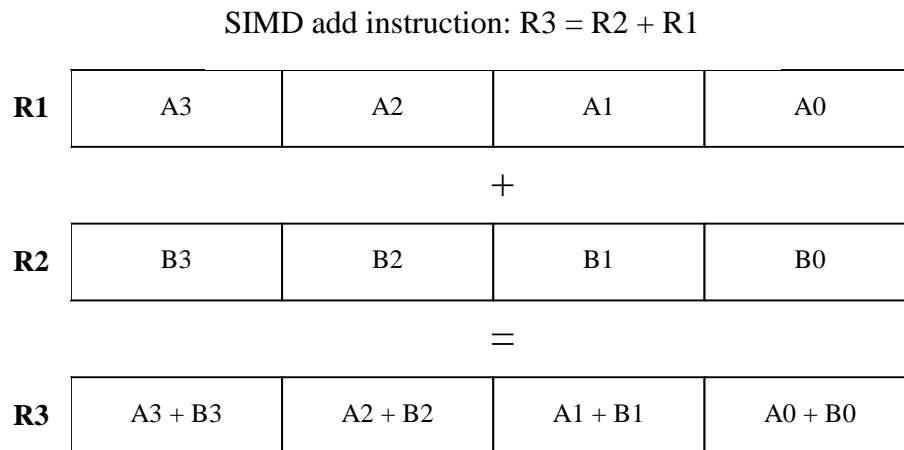 SIMD add instruction: R3 = R2 + R1
R1 A3 A2 A1 A0
+
R2 B3 B2 B1 B0
=
R3 A3 + B3 A2 + B2 A1 + B1 A0 + B0